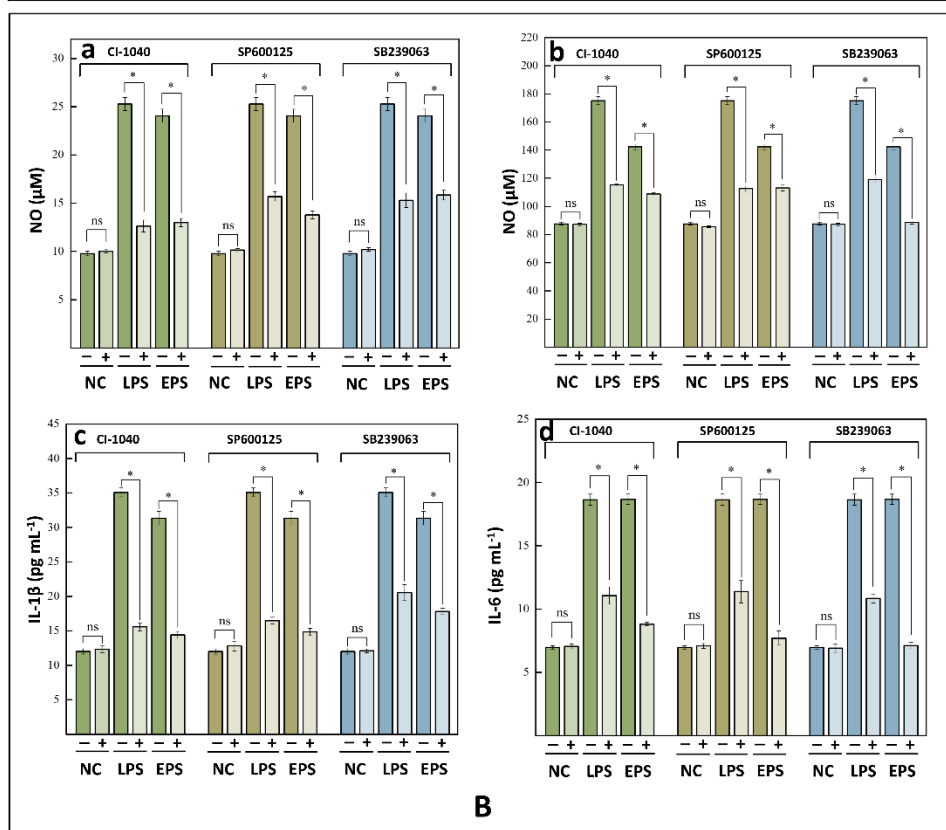 a
CI-1040 SP600125 SB239063
NO (μM)
30
25
20
15
10
5
ns * * ns * * ns * *
− + − + − + − + − + − + − + − + − +
NC LPS EPS NC LPS EPS NC LPS EPS
b
CI-1040 SP600125 SB239063
NO (μM)
220
200
180
160
140
120
100
80
60
40
20
ns * * ns * * ns * *
− + − + − + − + − + − + − + − + − +
NC LPS EPS NC LPS EPS NC LPS EPS
c
CI-1040 SP600125 SB239063
IL-1β (pg mL⁻¹)
45
40
35
30
25
20
15
10
5
ns * * ns * * ns * *
− + − + − + − + − + − + − + − + − +
NC LPS EPS NC LPS EPS NC LPS EPS
d
CI-1040 SP600125 SB239063
IL-6 (pg mL⁻¹)
25
20
15
10
5
ns * * ns * * ns * *
− + − + − + − + − + − + − + − + − +
NC LPS EPS NC LPS EPS NC LPS EPS
B